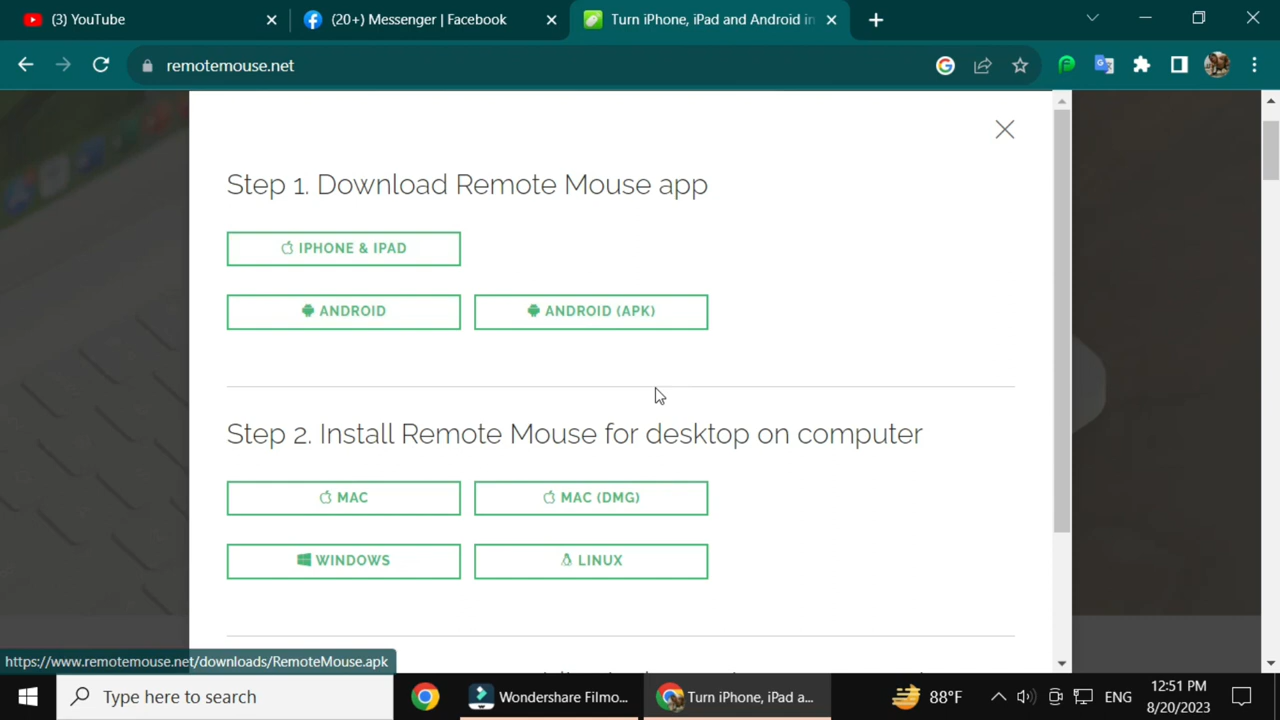 (3) YouTube
(20+) Messenger | Facebook
Turn iPhone, iPad and Android in
remotemouse.net
Step 1. Download Remote Mouse app
IPHONE & IPAD
ANDROID
ANDROID (APK)
Step 2. Install Remote Mouse for desktop on computer
MAC
MAC (DMG)
WINDOWS
LINUX
https://www.remotemouse.net/downloads/RemoteMouse.apk
Type here to search
Wondershare Filmo...
Turn iPhone, iPad a...
88°F
ENG
12:51 PM
8/20/2023